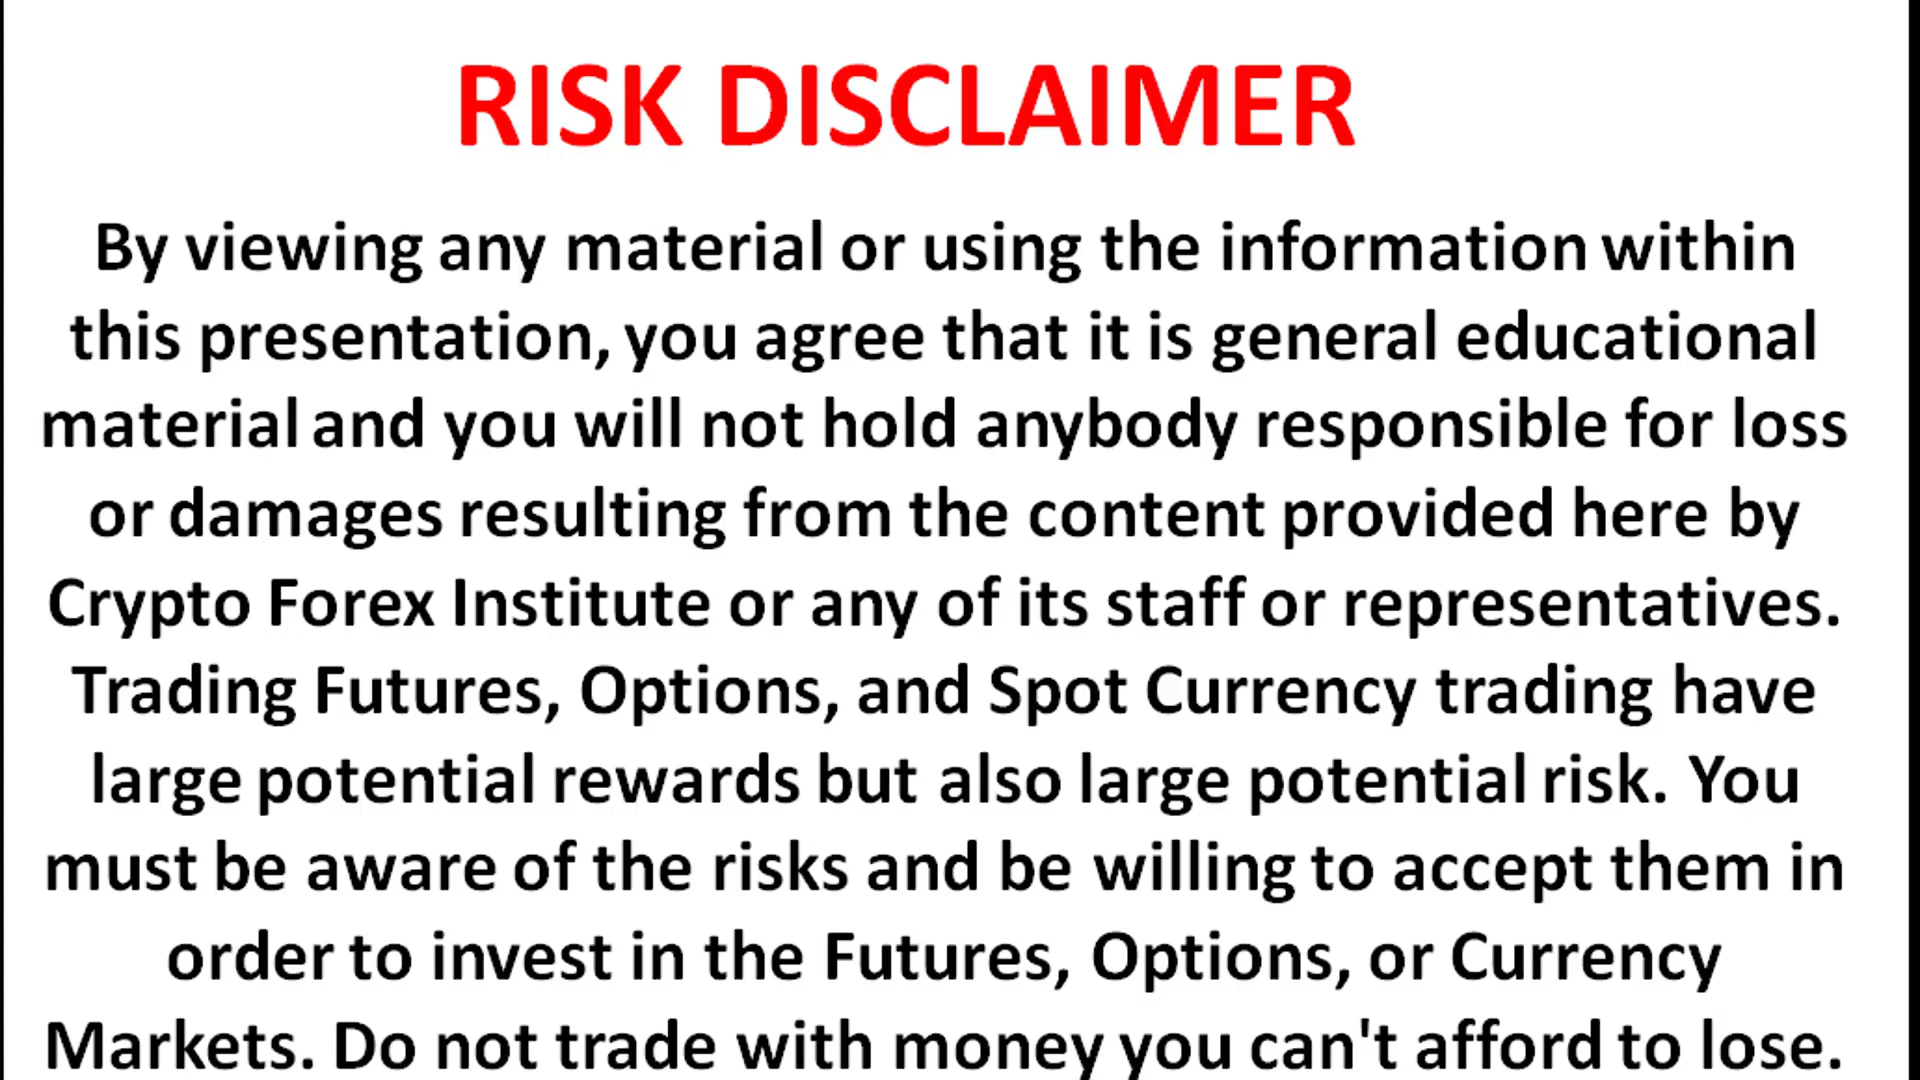 RISK DISCLAIMER
By viewing any material or using the information within
this presentation, you agree that it is general educational
material and you will not hold anybody responsible for loss
or damages resulting from the content provided here by
Crypto Forex Institute or any of its staff or representatives.
Trading Futures, Options, and Spot Currency trading have
large potential rewards but also large potential risk. You
must be aware of the risks and be willing to accept them in
order to invest in the Futures, Options, or Currency
Markets. Do not trade with money you can't afford to lose.